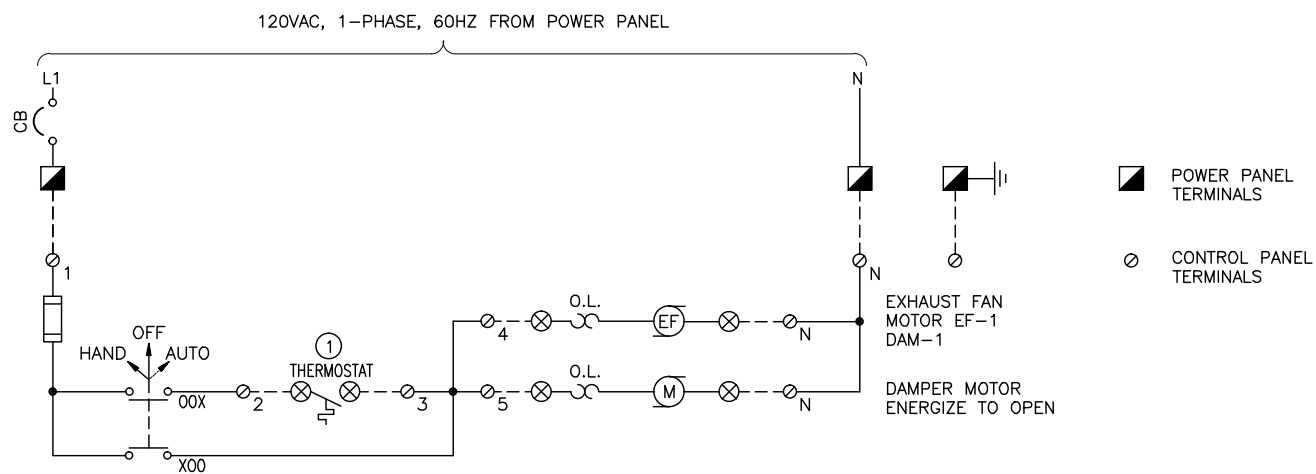 120VAC, 1-PHASE, 60HZ FROM POWER PANEL
L1
N
CB
POWER PANEL
TERMINALS
1
N
CONTROL PANEL
TERMINALS
O.L.
EXHAUST FAN
MOTOR EF-1
DAM-1
4
EF
N
OFF
HAND
AUTO
1
THERMOSTAT
O.L.
OOX
2
3
5
M
N
DAMPER MOTOR
ENERGIZE TO OPEN
XOO